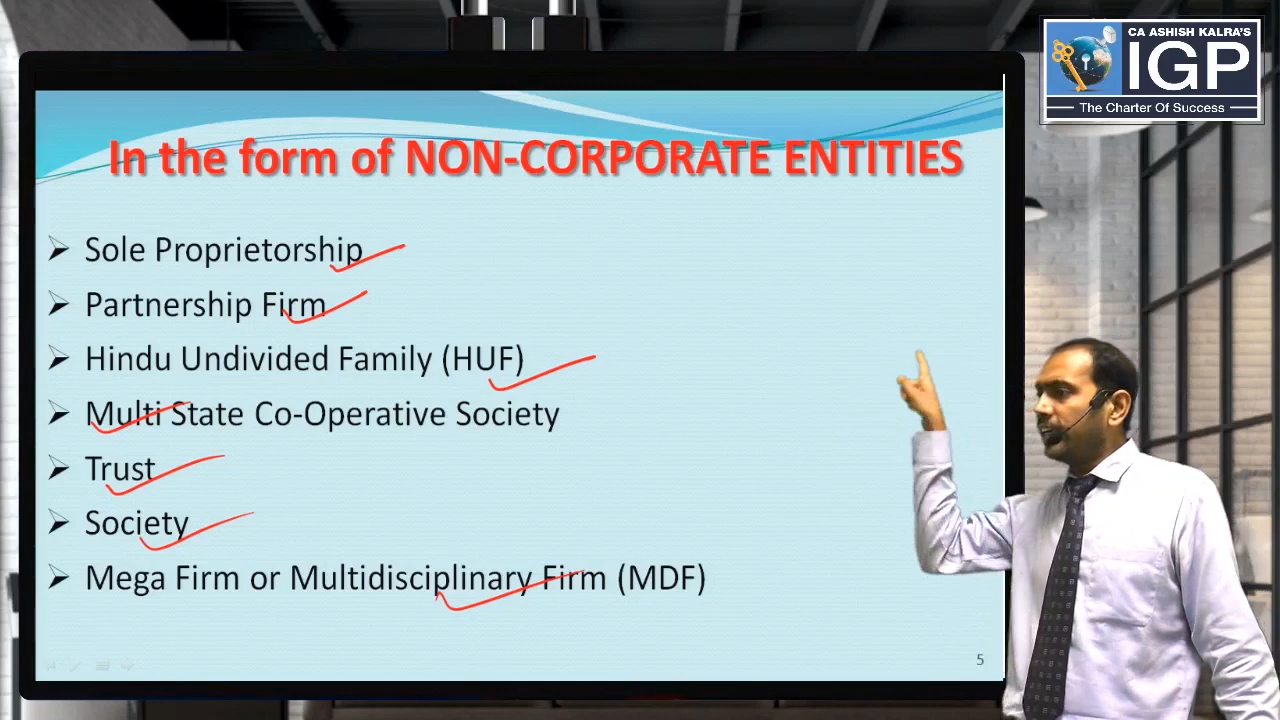 CA ASHISH KALRA'S
IGP
The Charter Of Success
In the form of NON-CORPORATE ENTITIES
Sole Proprietorship
Partnership Firm
Hindu Undivided Family (HUF)
Multi State Co-Operative Society
Trust
Society
Mega Firm or Multidisciplinary Firm (MDF)
5